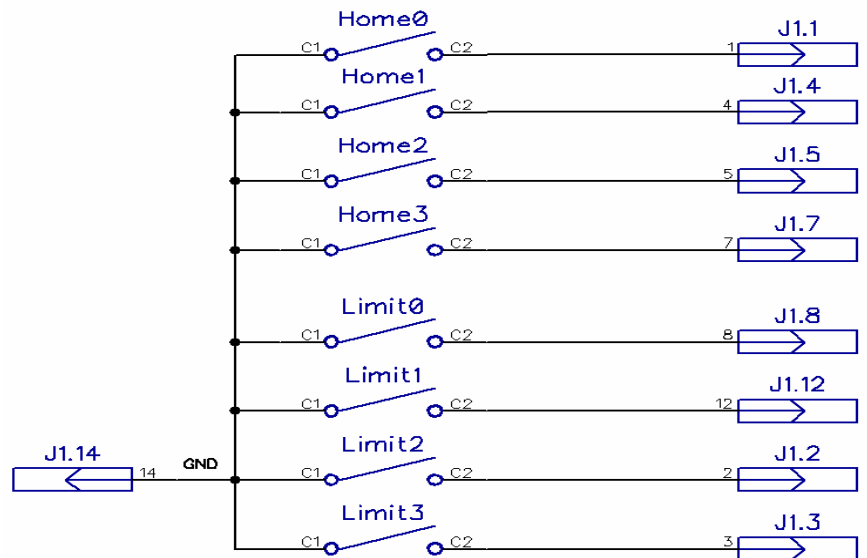 Home0
J1.1
C1 C2 1
Home1
J1.4
C1 C2 4
Home2
J1.5
C1 C2 5
Home3
J1.7
C1 C2 7
Limit0
J1.8
C1 C2 8
Limit1
J1.12
C1 C2 12
Limit2
J1.14
J1.2
14 GND C1 C2 2
Limit3
J1.3
C1 C2 3